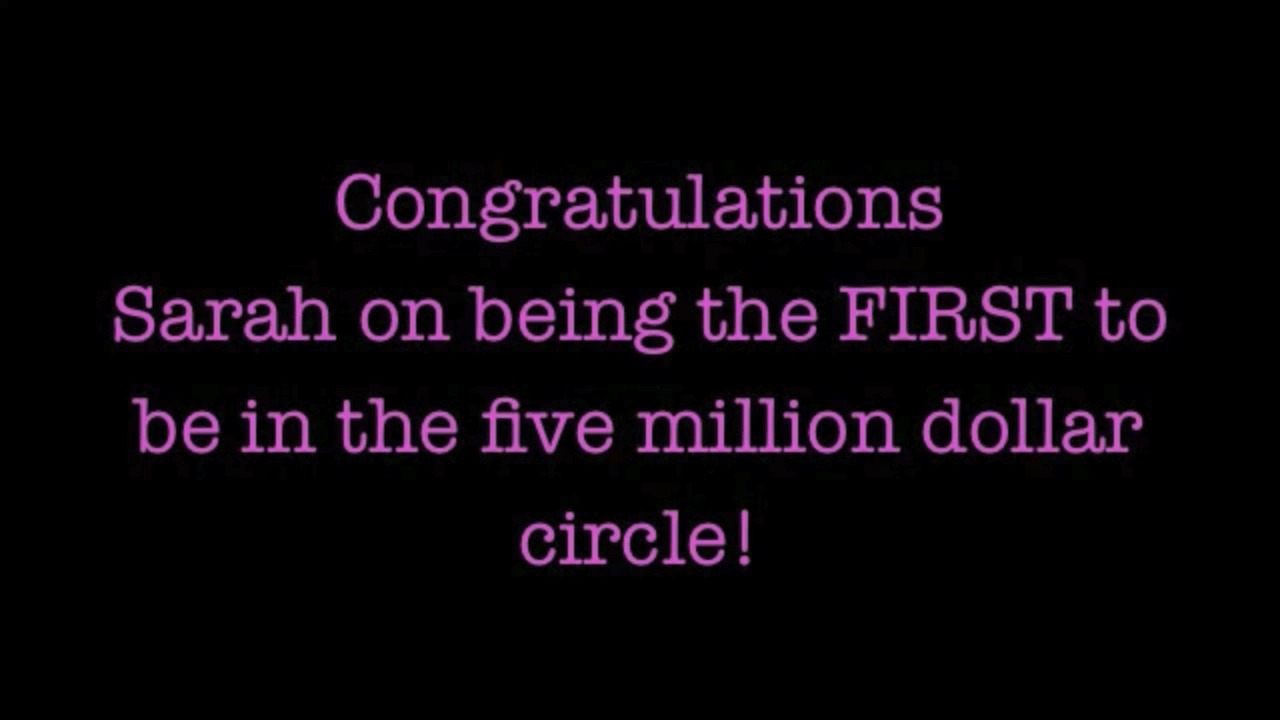 Congratulations
Sarah on being the FIRST to
be in the five million dollar
circle!